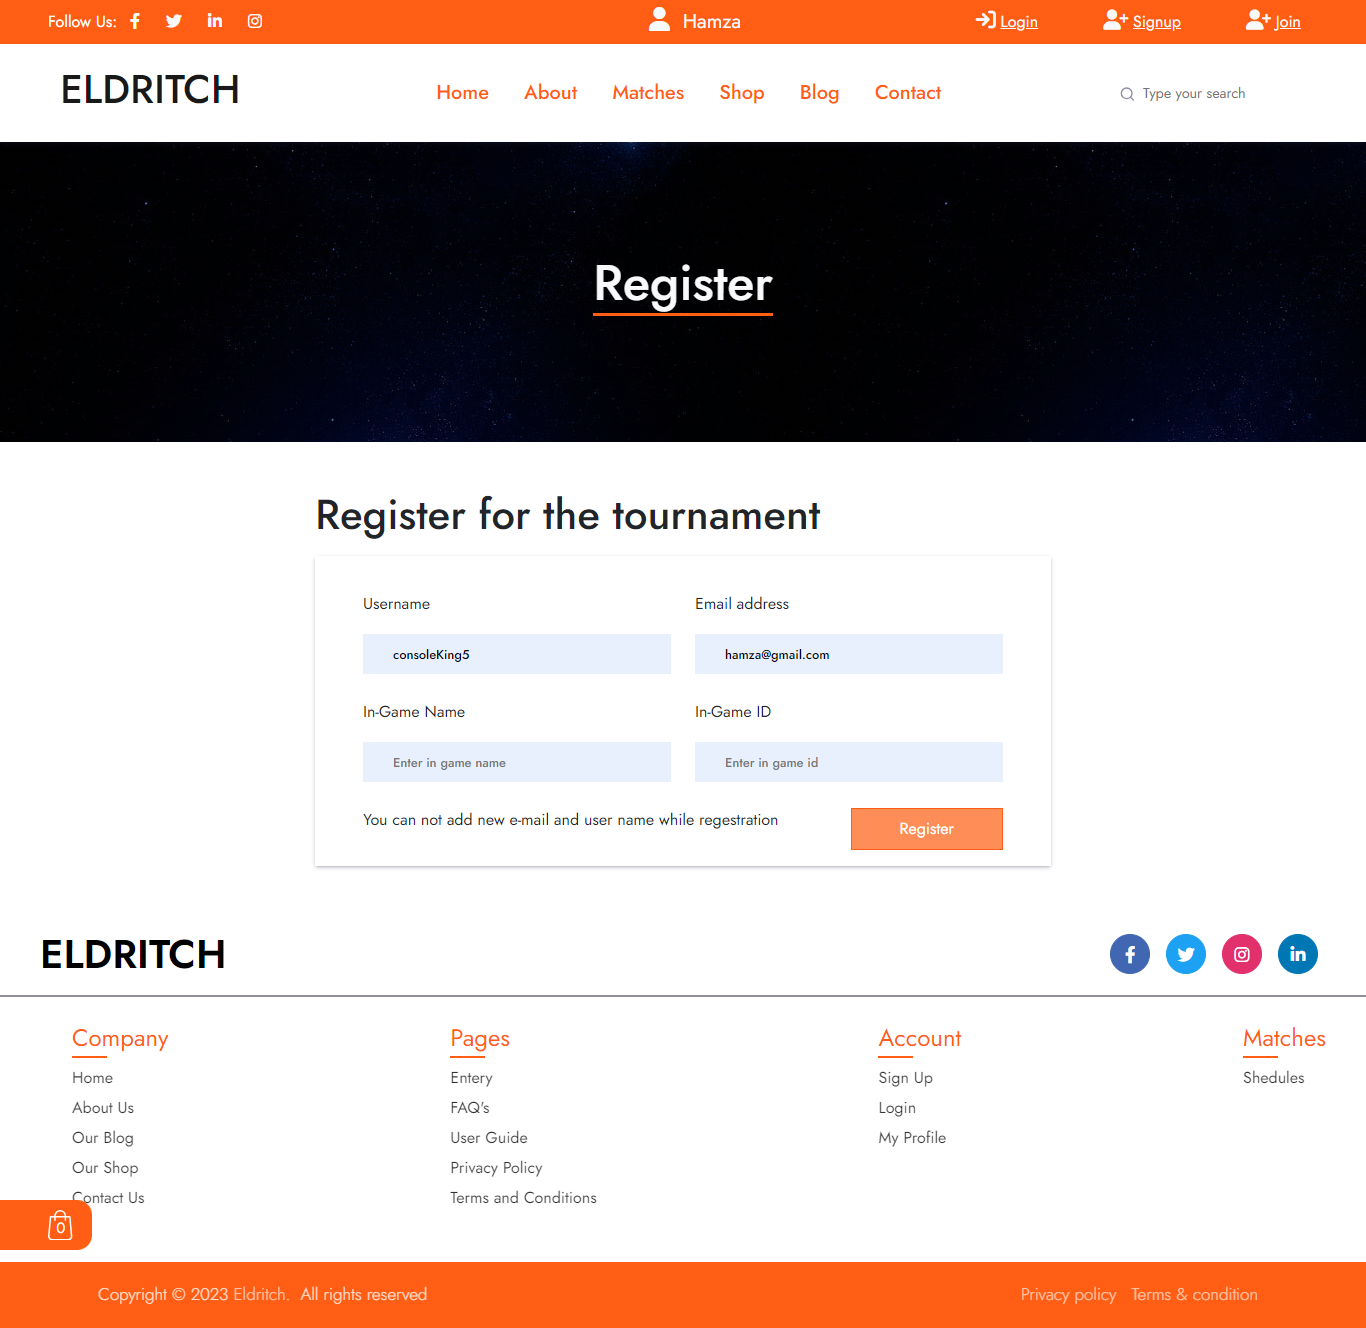 Follow Us:
Hamza
Login
Signup
Join
ELDRITCH
Home About Matches Shop Blog Contact
Type your search
Register
Register for the tournament
Username
Email address
consoleKing5
hamza@gmail.com
In-Game Name
In-Game ID
Enter in game name
Enter in game id
You can not add new e-mail and user name while regestration
Register
ELDRITCH
Company
Home
About Us
Our Blog
Our Shop
Contact Us
Pages
Entery
FAQ's
User Guide
Privacy Policy
Terms and Conditions
Account
Sign Up
Login
My Profile
Matches
Shedules
0
Copyright © 2023 Eldritch. All rights reserved
Privacy policy Terms & condition